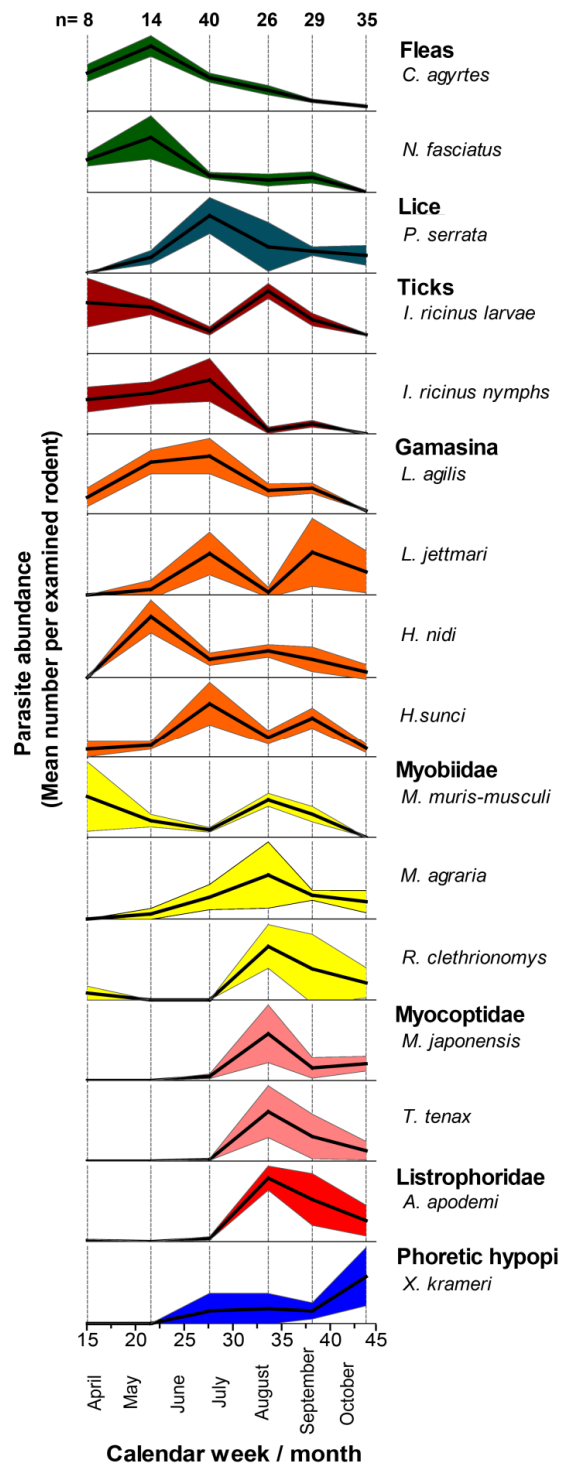 n= 8 14 40 26 29 35
Fleas
C. agyrtes
N. fasciatus
Lice
P. serrata
Ticks
I. ricinus larvae
I. ricinus nymphs
Gamasina
L. agilis
L. jettmari
H. nidi
H.sunci
Myobiidae
M. muris-musculi
M. agraria
R. clethrionomys
Myocoptidae
M. japonensis
T. tenax
Listrophoridae
A. apodemi
Phoretic hypopi
X. krameri
Parasite abundance
(Mean number per examined rodent)
15 20 25 30 35 40 45
April May June July August September October
Calendar week / month